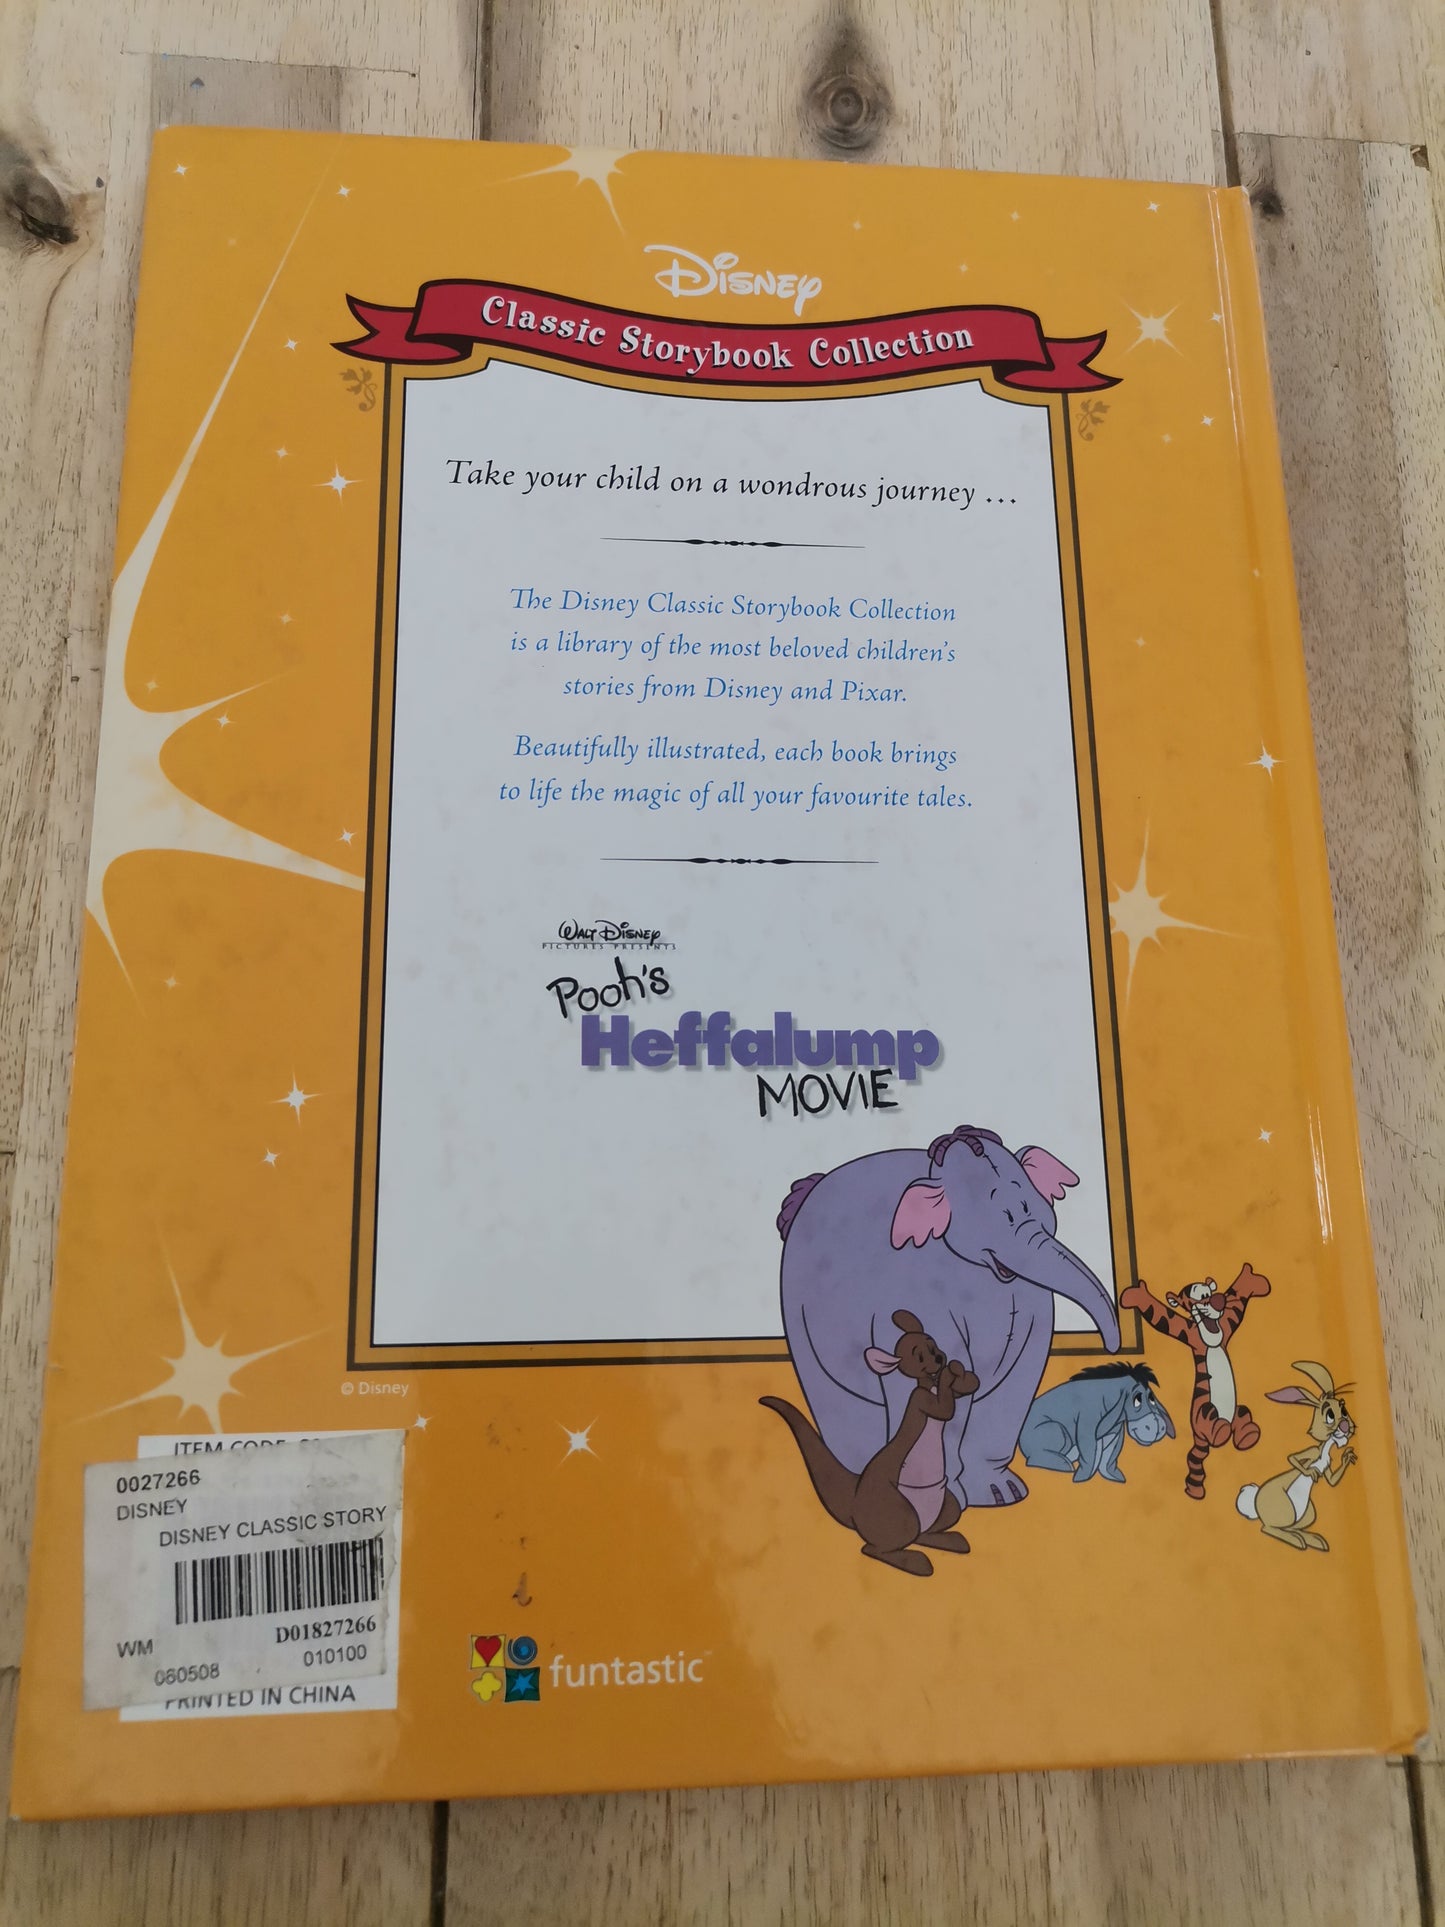 Disney
Classic Storybook Collection
Take your child on a wondrous journey ...
The Disney Classic Storybook Collection
is a library of the most beloved children's
stories from Disney and Pixar.
Beautifully illustrated, each book brings
to life the magic of all your favourite tales.
Walt Disney
PICTURES PRESENTS
Pooh's
Heffalump
MOVIE
© Disney
ITEM CODE:
0027266
DISNEY
DISNEY CLASSIC STORY
D01827266
WM
010100
060508
PRINTED IN CHINA
funtastic™